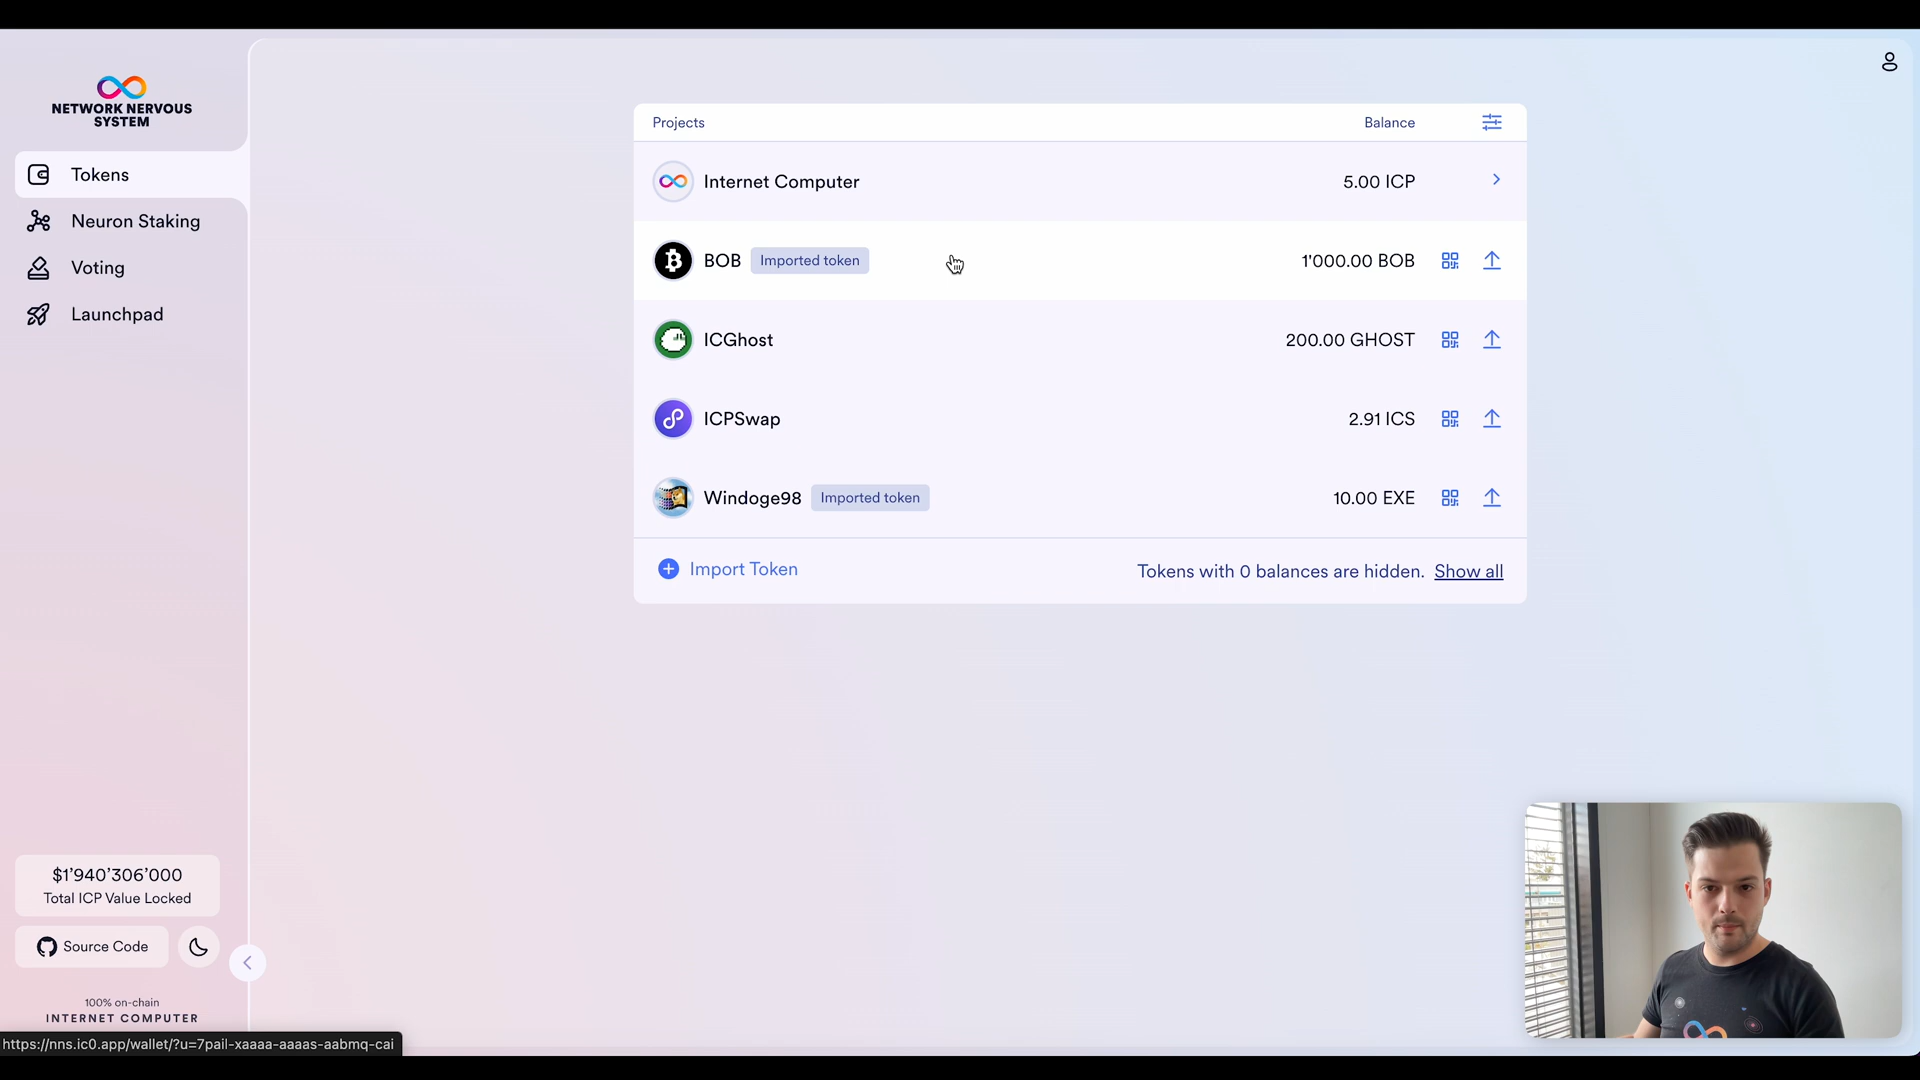 NETWORK NERVOUS
SYSTEM
Tokens
Neuron Staking
Voting
Launchpad
Projects
Balance
Internet Computer
5.00 ICP
BOB
Imported token
1'000.00 BOB
ICGhost
200.00 GHOST
ICPSwap
2.91 ICS
Windoge98
Imported token
10.00 EXE
Import Token
Tokens with 0 balances are hidden. Show all
$1’940’306’000
Total ICP Value Locked
Source Code
100% on-chain
INTERNET COMPUTER
https://nns.ic0.app/wallet/?u=7pail-xaaaa-aaaas-aabmq-cai